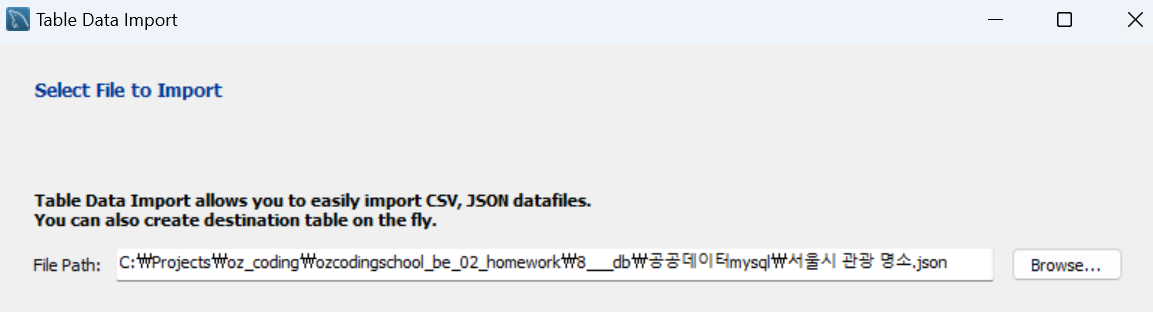 Table Data Import
Select File to Import
Table Data Import allows you to easily import CSV, JSON datafiles.
You can also create destination table on the fly.
File Path: C:₩Projects₩oz_coding₩ozcodingschool_be_02_homework₩8___db₩공공데이터mysql₩서울시 관광 명소.json Browse...